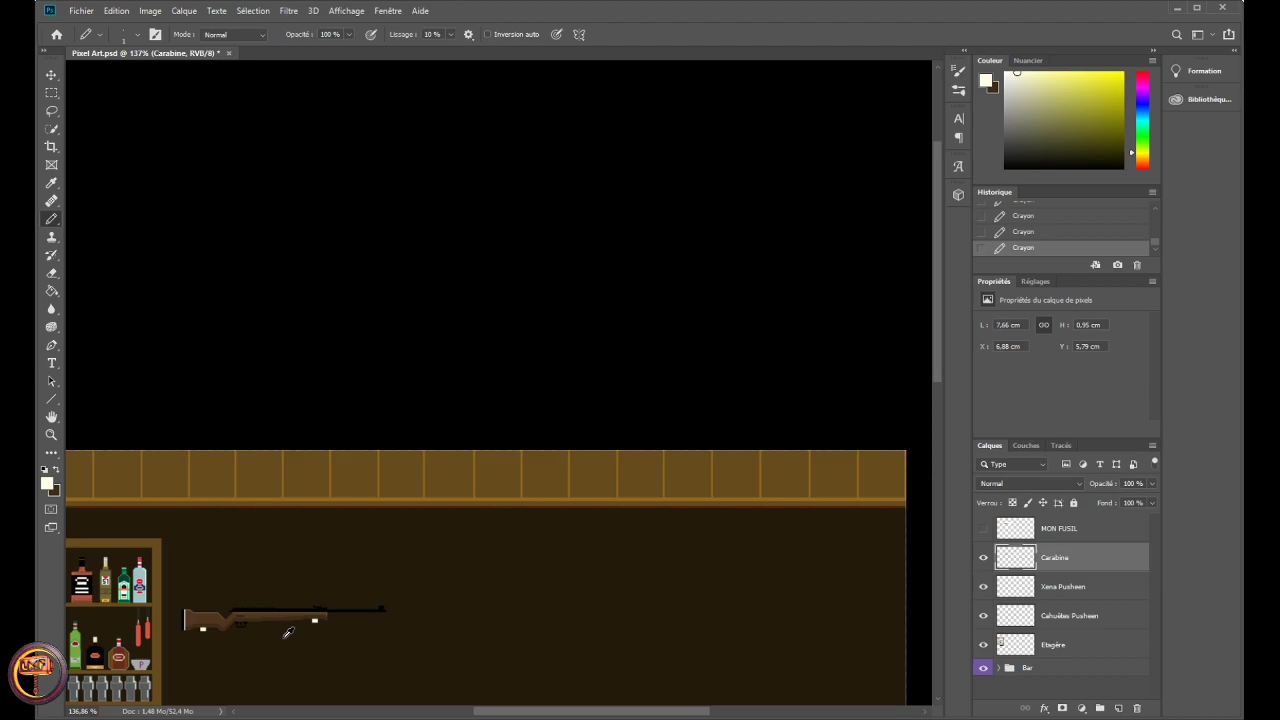 Fichier Edition Image Calque Texte Sélection Filtre 3D Affichage Fenêtre Aide
1 Mode : Normal Opacité : 100 % Lissage : 10 % Inversion auto
Pixel Art.psd @ 137% (Carabine, RVB/8) *
Couleur Nuancier
Formation
Bibliothèqu...
Historique
Crayon
Crayon
Crayon
Propriétés Réglages
Propriétés du calque de pixels
L : 7,66 cm H : 0,95 cm
X : 6,88 cm Y : 5,79 cm
Calques Couches Tracés
Type
Normal Opacité : 100 %
Verrou : Fond : 100 %
MON FUSIL
Carabine
Xena Pusheen
Cahuètes Pusheen
Etagère
Bar
136,86 % Doc : 1,48 Mo/52,4 Mo